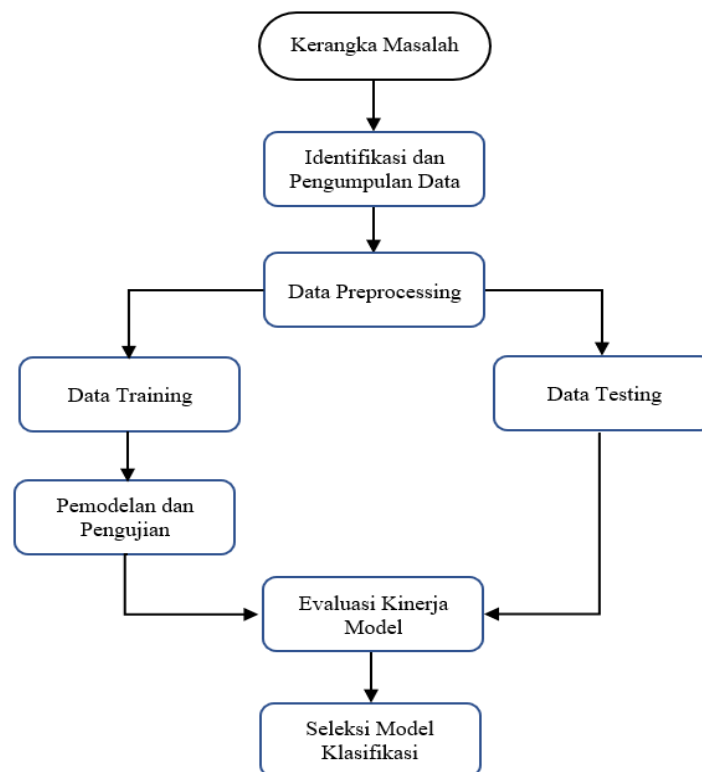 Kerangka Masalah
Identifikasi dan
Pengumpulan Data
Data Preprocessing
Data Training
Data Testing
Pemodelan dan
Pengujian
Evaluasi Kinerja
Model
Seleksi Model
Klasifikasi